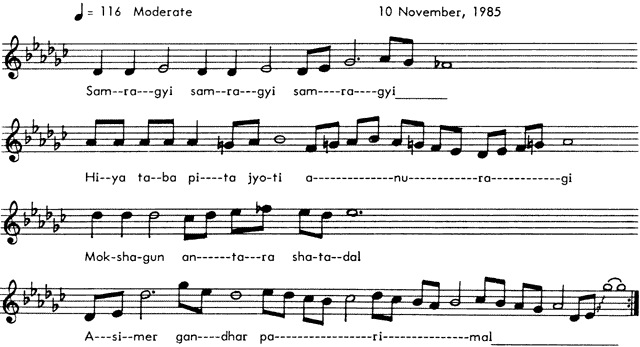 ♩ = 116 Moderate 10 November, 1985
Sam--ra-gyi sam--ra-gyi sam----ra----gyi________
Hi--ya ta--ba pi---ta jyo-ti a-----------nu-----------ra--------gi
Mok-sha-gun an------ta---ra sha-ta--dal
A---si-mer gan---dhar pa---------------ri--------------mal________________